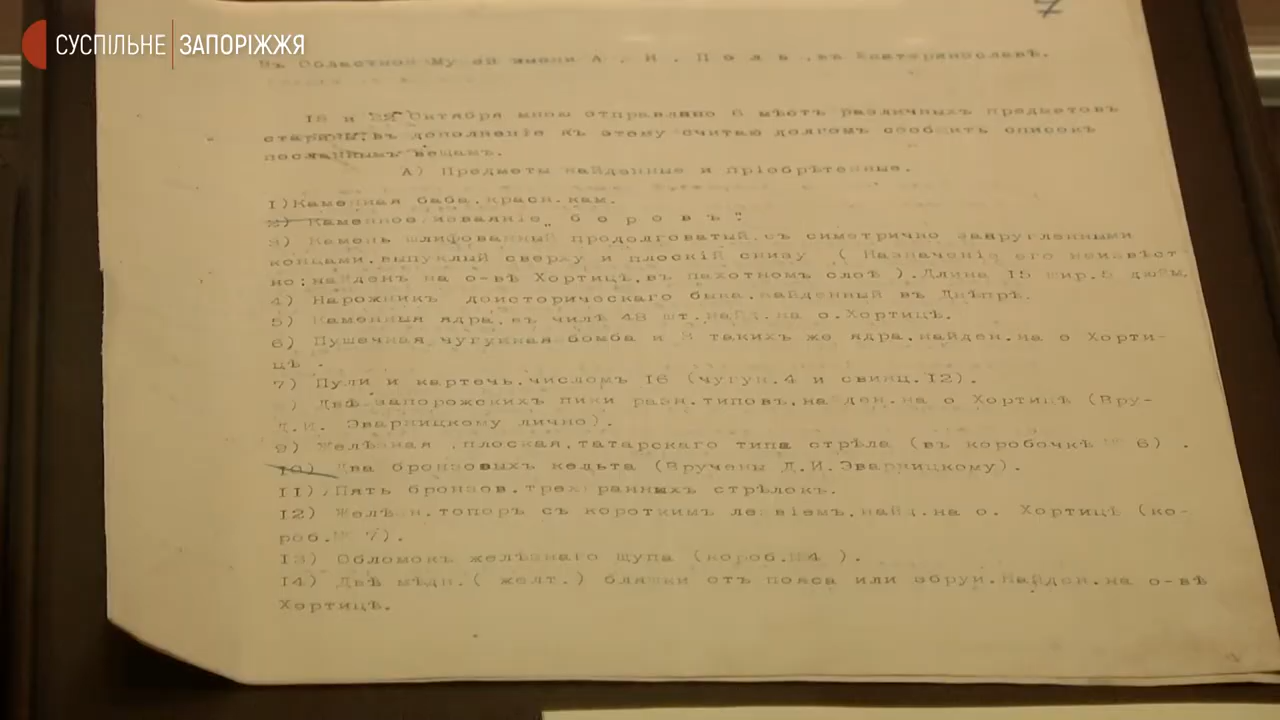 СУСПІЛЬНЕ ЗАПОРІЖЖЯ
7
Въ Областной Музей имени А. Н. Поля, въ Екатеринославѣ.
18 и 22 Октября мною отправлено 6 мѣстъ различныхъ предметовъ
старины, въ дополненіе къ этому считаю долгомъ сообщить список
посланнымъ вещамъ.
А) Предметы найденные и пріобрѣтенные.
1) Каменная баба, красн. кам.
2) Каменное изваяніе „ б о р о в ъ "
3) Камень шлифованный продолговатый, съ симетрично закругленными
концами, выпуклый сверху и плоскій снизу ( Назначеніе его неизвѣст
но; найденъ на о-вѣ Хортицѣ, въ пахотномъ слоѣ ). Длина 15 шир. 5 дюйм.
4) Нарожникъ доисторическаго быка, найденный въ Днѣпрѣ.
5) Каменныя ядра, въ чилѣ 48 шт. найд. на о. Хортицѣ.
6) Пушечная чугунная бомба и 3 такихъ же ядра, найден. на о Хорти-
цѣ .
7) Пули и картечь, числомъ 16 (чугун. 4 и свинц. 12).
) Двѣ запорожскихъ пики разн. типовъ, найден. на о Хортицѣ (Вру-
Д. И. Эварницкому лично).
9) Желѣзная , плоская, татарскаго типа стрѣла (въ коробочкѣ № 6) .
10) Два бронзовыхъ кельта (Вручены Д. И. Эварницкому).
11) Пять бронзов. трехгранныхъ стрѣлокъ.
12) Желѣзн. топоръ съ короткимъ лезвіемъ, найд. на о. Хортицѣ (ко-
роб. № 7).
13) Обломокъ желѣзнаго щупа (короб. №4 ).
14) Двѣ мѣдн. ( желт. ) бляшки отъ пояса или збруи. Найден. на о-вѣ
Хортицѣ.